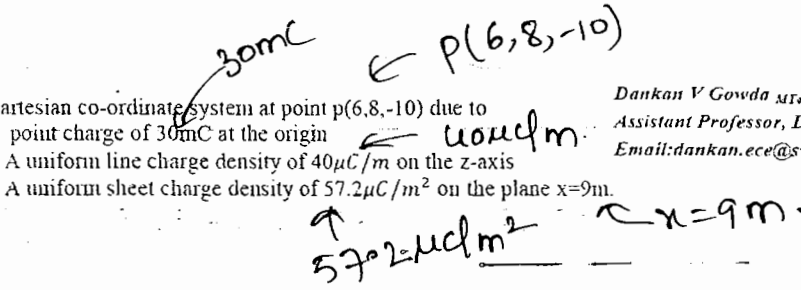 30mC
P(6,8,-10)
artesian co-ordinate system at point p(6,8,-10) due to
Dankan V Gowda
point charge of 30mC at the origin
40μC/m.
Assistant Professor,
A uniform line charge density of 40μC/m on the z-axis
Email:dankan.ece@s
A uniform sheet charge density of 57.2μC/m² on the plane x=9m.
x=9m.
57.2μC/m²